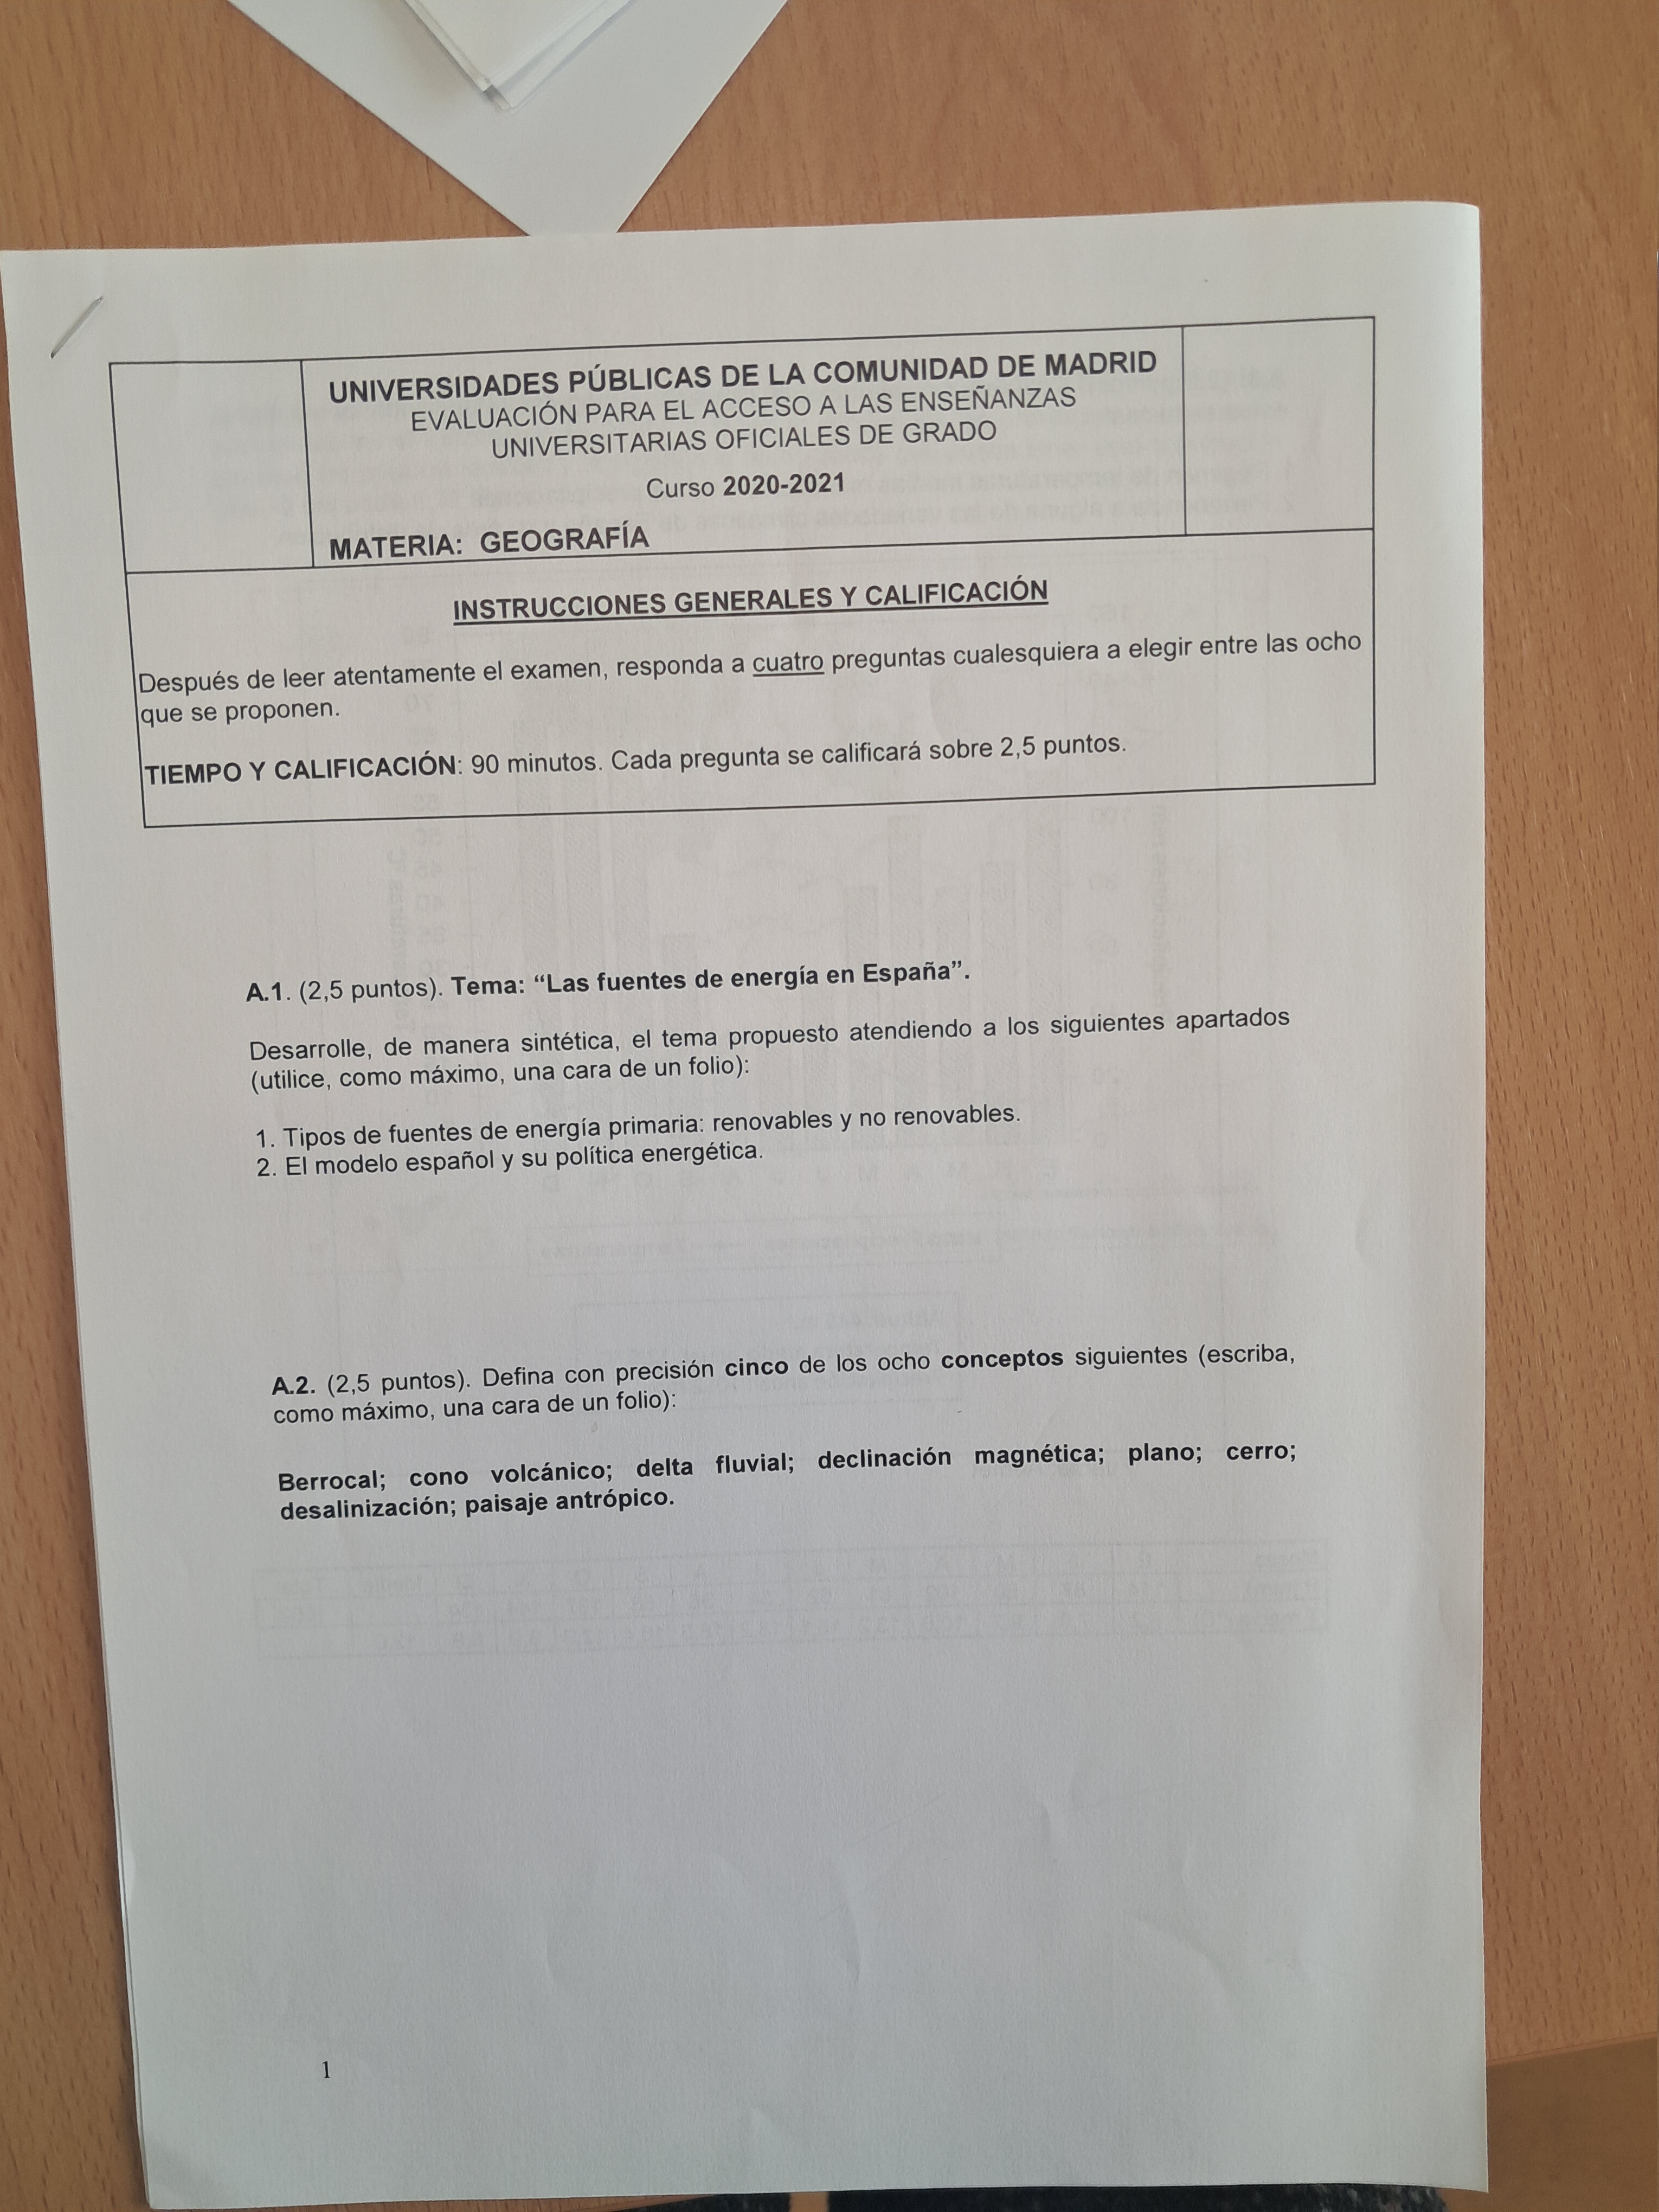 UNIVERSIDADES PÚBLICAS DE LA COMUNIDAD DE MADRID
EVALUACIÓN PARA EL ACCESO A LAS ENSEÑANZAS
UNIVERSITARIAS OFICIALES DE GRADO
Curso 2020-2021
MATERIA: GEOGRAFÍA
INSTRUCCIONES GENERALES Y CALIFICACIÓN
Después de leer atentamente el examen, responda a cuatro preguntas cualesquiera a elegir entre las ocho
que se proponen.
TIEMPO Y CALIFICACIÓN: 90 minutos. Cada pregunta se calificará sobre 2,5 puntos.
A.1. (2,5 puntos). Tema: “Las fuentes de energía en España”.
Desarrolle, de manera sintética, el tema propuesto atendiendo a los siguientes apartados
(utilice, como máximo, una cara de un folio):
1. Tipos de fuentes de energía primaria: renovables y no renovables.
2. El modelo español y su política energética.
A.2. (2,5 puntos). Defina con precisión cinco de los ocho conceptos siguientes (escriba,
como máximo, una cara de un folio):
Berrocal; cono volcánico; delta fluvial; declinación magnética; plano; cerro;
desalinización; paisaje antrópico.
1